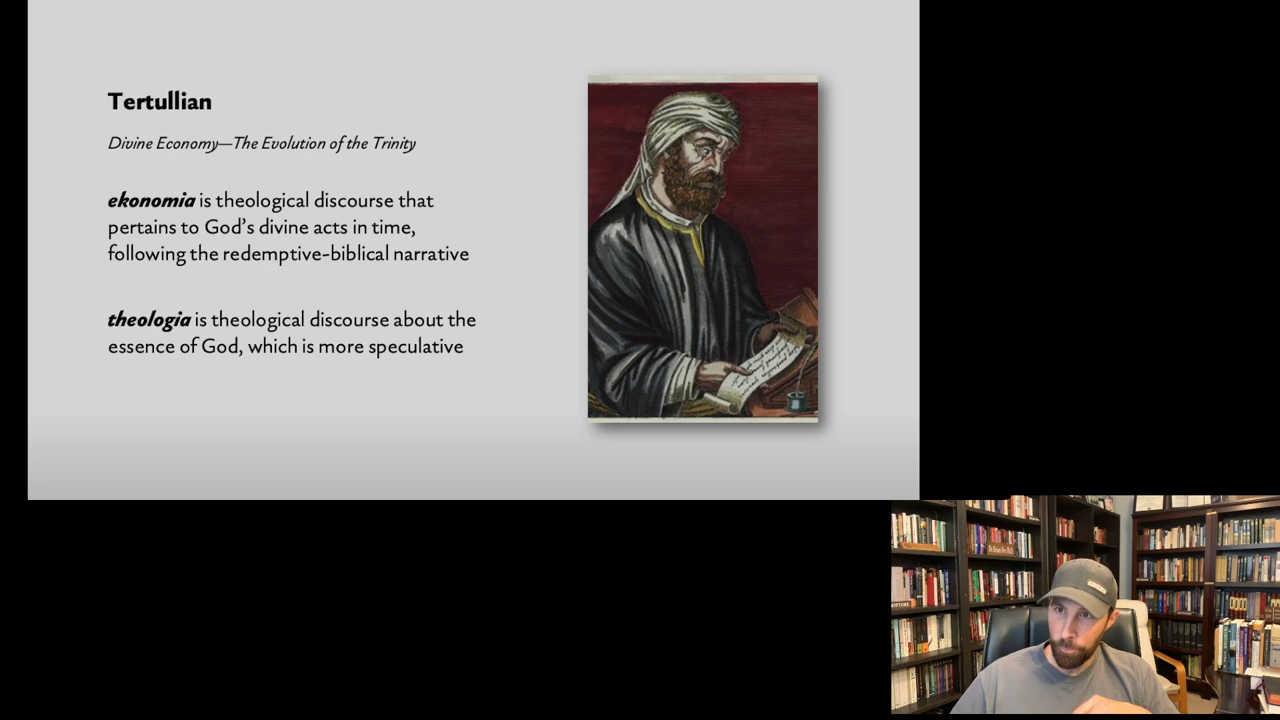 Tertullian
Divine Economy—The Evolution of the Trinity
ekonomia is theological discourse that
pertains to God’s divine acts in time,
following the redemptive-biblical narrative
theologia is theological discourse about the
essence of God, which is more speculative